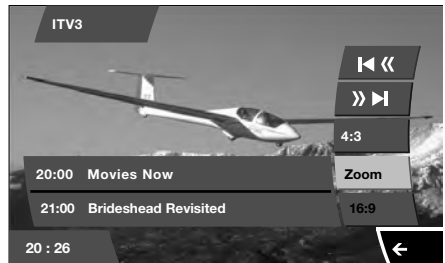 ITV3
4:3
20:00 Movies Now
Zoom
21:00 Brideshead Revisited
16:9
20 : 26